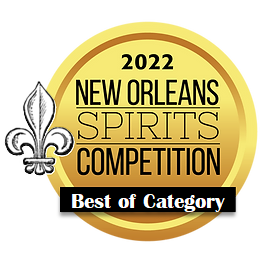 2022
NEW ORLEANS
SPIRITS
COMPETITION
Best of Category